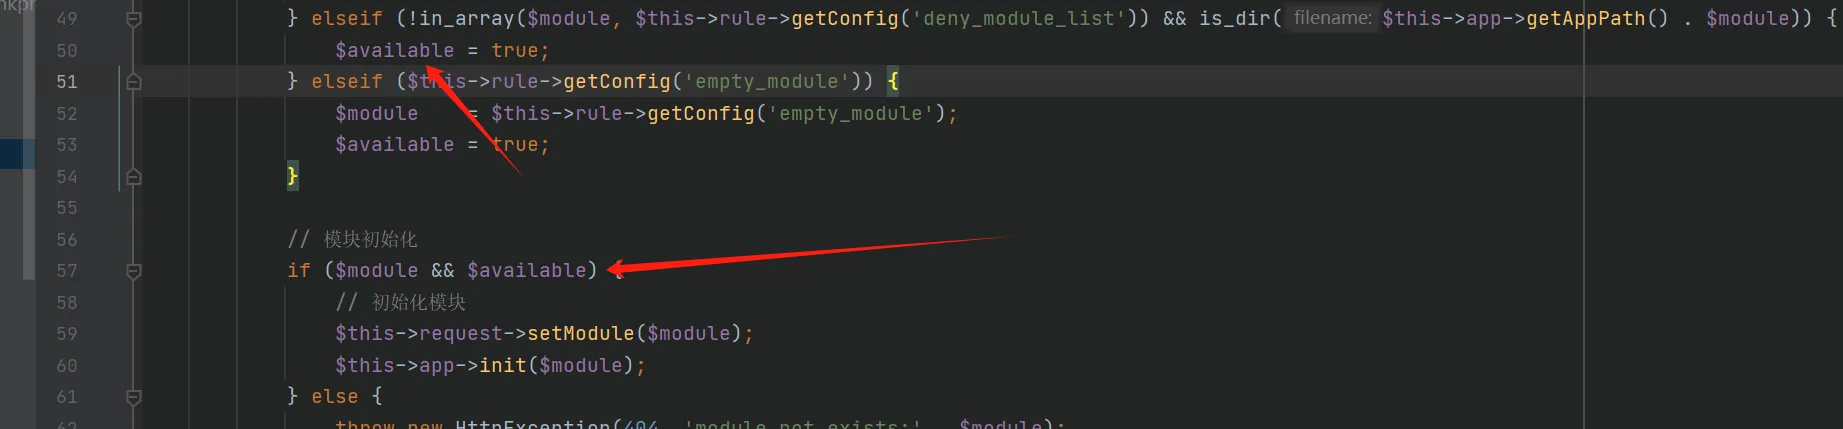 49 } elseif (!in_array($module, $this->rule->getConfig('deny_module_list')) && is_dir( filename: $this->app->getAppPath() . $module)) {
50 $available = true;
51 } elseif ($this->rule->getConfig('empty_module')) {
52 $module = $this->rule->getConfig('empty_module');
53 $available = true;
54 }
55
56 // 模块初始化
57 if ($module && $available) {
58 // 初始化模块
59 $this->request->setModule($module);
60 $this->app->init($module);
61 } else {
62 throw new HttpException(404, 'module not exists:' . $module);